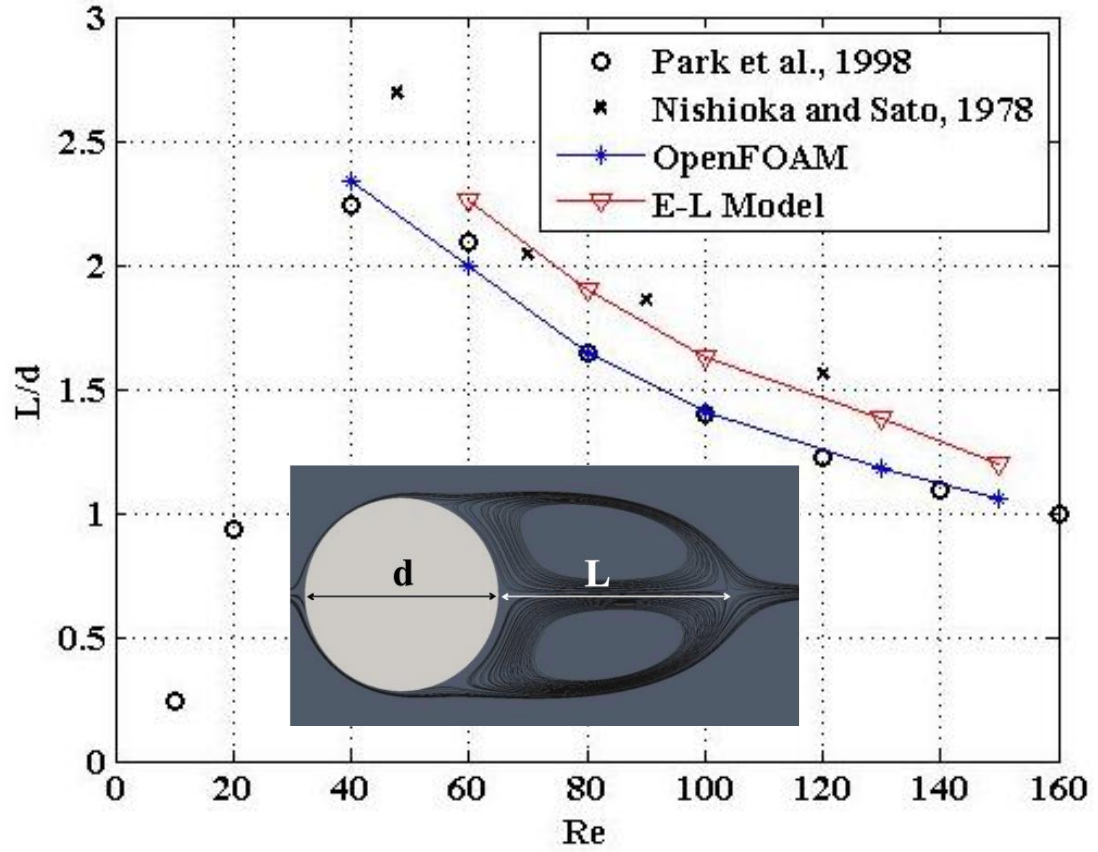 3
2.5
2
1.5
1
0.5
0
L/d
Park et al., 1998
Nishioka and Sato, 1978
OpenFOAM
E-L Model
d
L
0 20 40 60 80 100 120 140 160
Re